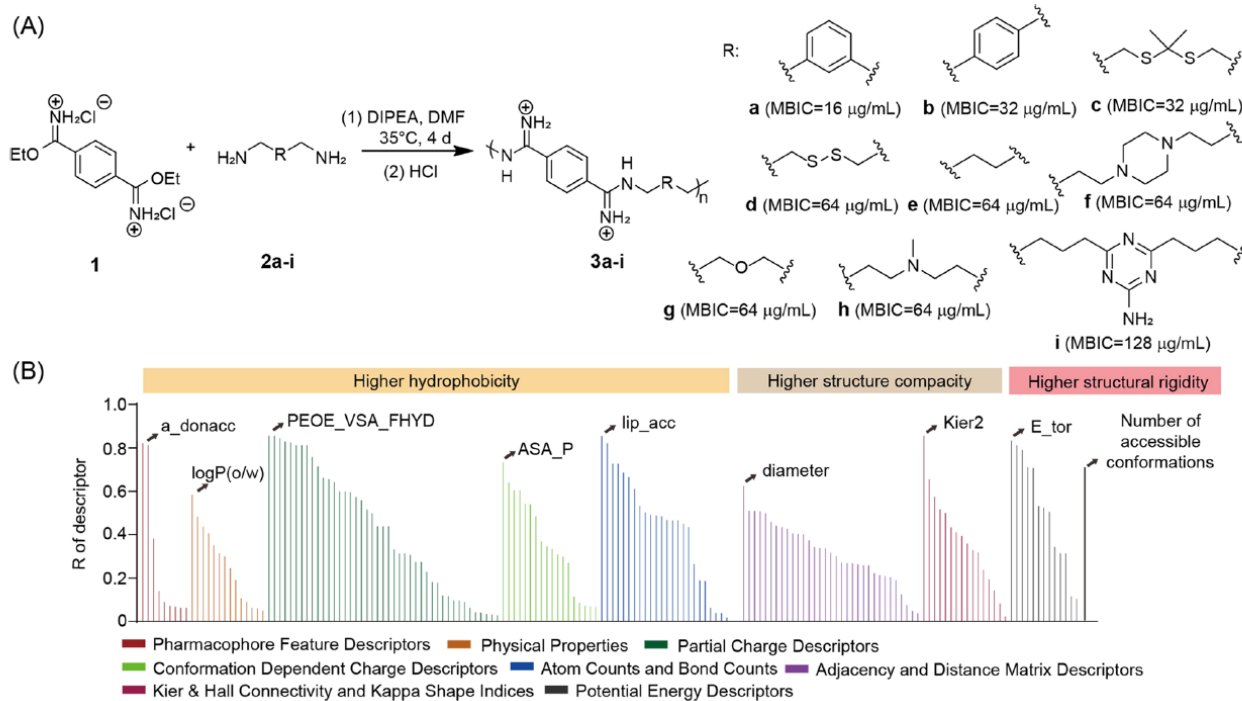 (A)
NH₂Cl
EtO
OEt
NH₂Cl
1
+
NH₂ R NH₂
2a-i
(1) DIPEA, DMF
35°C, 4 d
(2) HCl
NH₂
N
H
H
N
R
n
NH₂
3a-i
R:
a (MBIC=16 μg/mL)
b (MBIC=32 μg/mL)
S S
c (MBIC=32 μg/mL)
S S
d (MBIC=64 μg/mL)
e (MBIC=64 μg/mL)
N
N
f (MBIC=64 μg/mL)
O
g (MBIC=64 μg/mL)
N
h (MBIC=64 μg/mL)
N
N N
NH₂
i (MBIC=128 μg/mL)
(B)
Higher hydrophobicity
Higher structure compacity
Higher structural rigidity
R of descriptor
1.0
0.8
0.6
0.4
0.2
0
a_donacc
logP(o/w)
PEOE_VSA_FHYD
ASA_P
lip_acc
diameter
Kier2
E_tor
Number of
accessible
conformations
Pharmacophore Feature Descriptors
Physical Properties
Partial Charge Descriptors
Conformation Dependent Charge Descriptors
Atom Counts and Bond Counts
Adjacency and Distance Matrix Descriptors
Kier & Hall Connectivity and Kappa Shape Indices
Potential Energy Descriptors